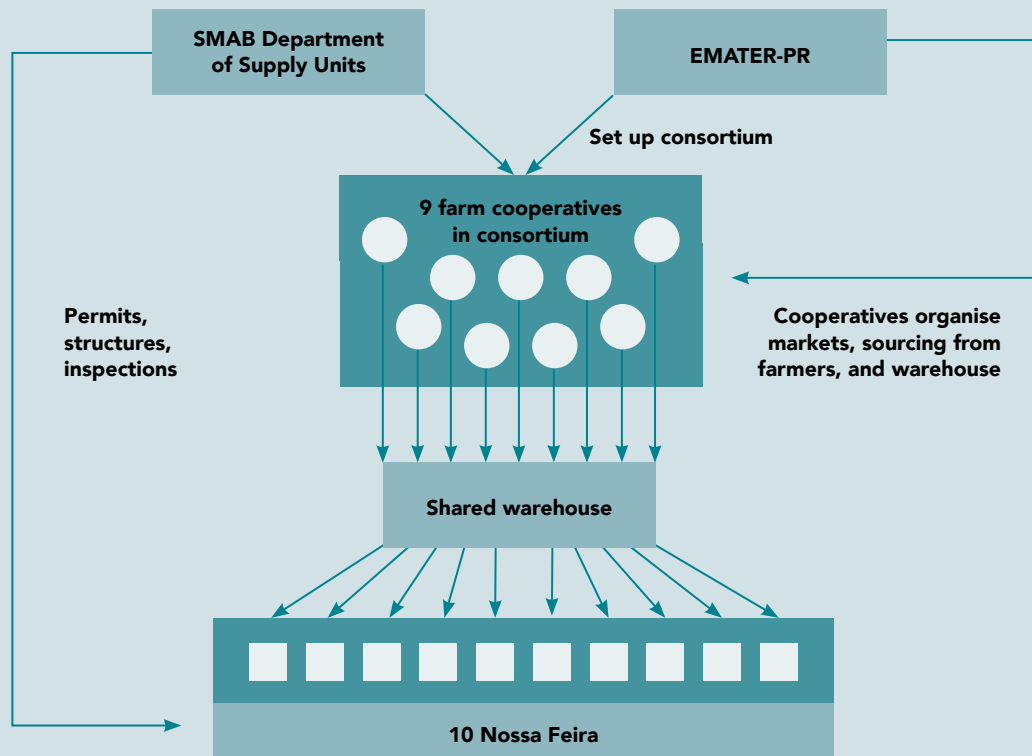 SMAB Department
of Supply Units
EMATER-PR
Set up consortium
9 farm cooperatives
in consortium
Permits,
structures,
inspections
Cooperatives organise
markets, sourcing from
farmers, and warehouse
Shared warehouse
10 Nossa Feira